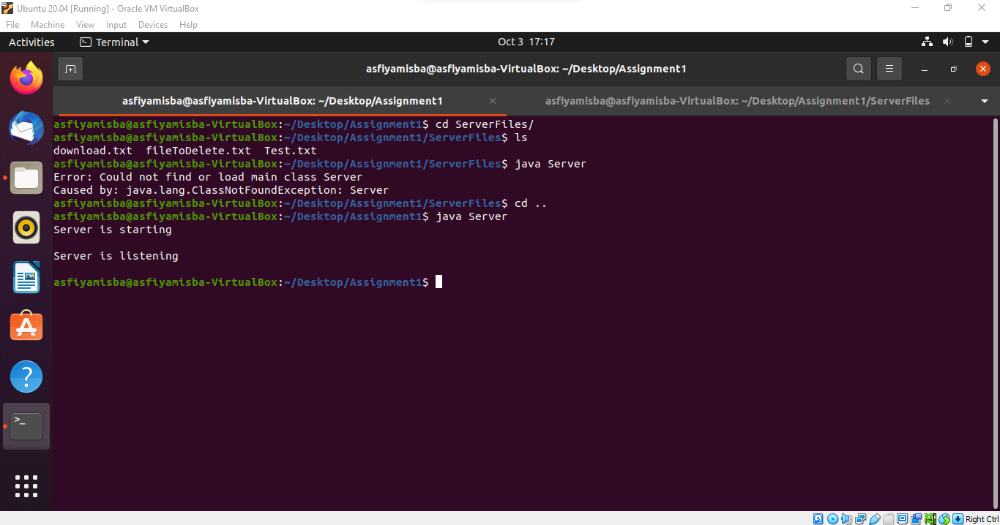 Ubuntu 20.04 [Running] - Oracle VM VirtualBox
File Machine View Input Devices Help
Activities Terminal Oct 3 17:17
asfiyamisba@asfiyamisba-VirtualBox: ~/Desktop/Assignment1
asfiyamisba@asfiyamisba-VirtualBox: ~/Desktop/Assignment1 × asfiyamisba@asfiyamisba-VirtualBox: ~/Desktop/Assignment1/ServerFiles ×
asfiyamisba@asfiyamisba-VirtualBox:~/Desktop/Assignment1$ cd ServerFiles/
asfiyamisba@asfiyamisba-VirtualBox:~/Desktop/Assignment1/ServerFiles$ ls
download.txt  fileToDelete.txt  Test.txt
asfiyamisba@asfiyamisba-VirtualBox:~/Desktop/Assignment1/ServerFiles$ java Server
Error: Could not find or load main class Server
Caused by: java.lang.ClassNotFoundException: Server
asfiyamisba@asfiyamisba-VirtualBox:~/Desktop/Assignment1/ServerFiles$ cd ..
asfiyamisba@asfiyamisba-VirtualBox:~/Desktop/Assignment1$ java Server
Server is starting
Server is listening
asfiyamisba@asfiyamisba-VirtualBox:~/Desktop/Assignment1$
Right Ctrl